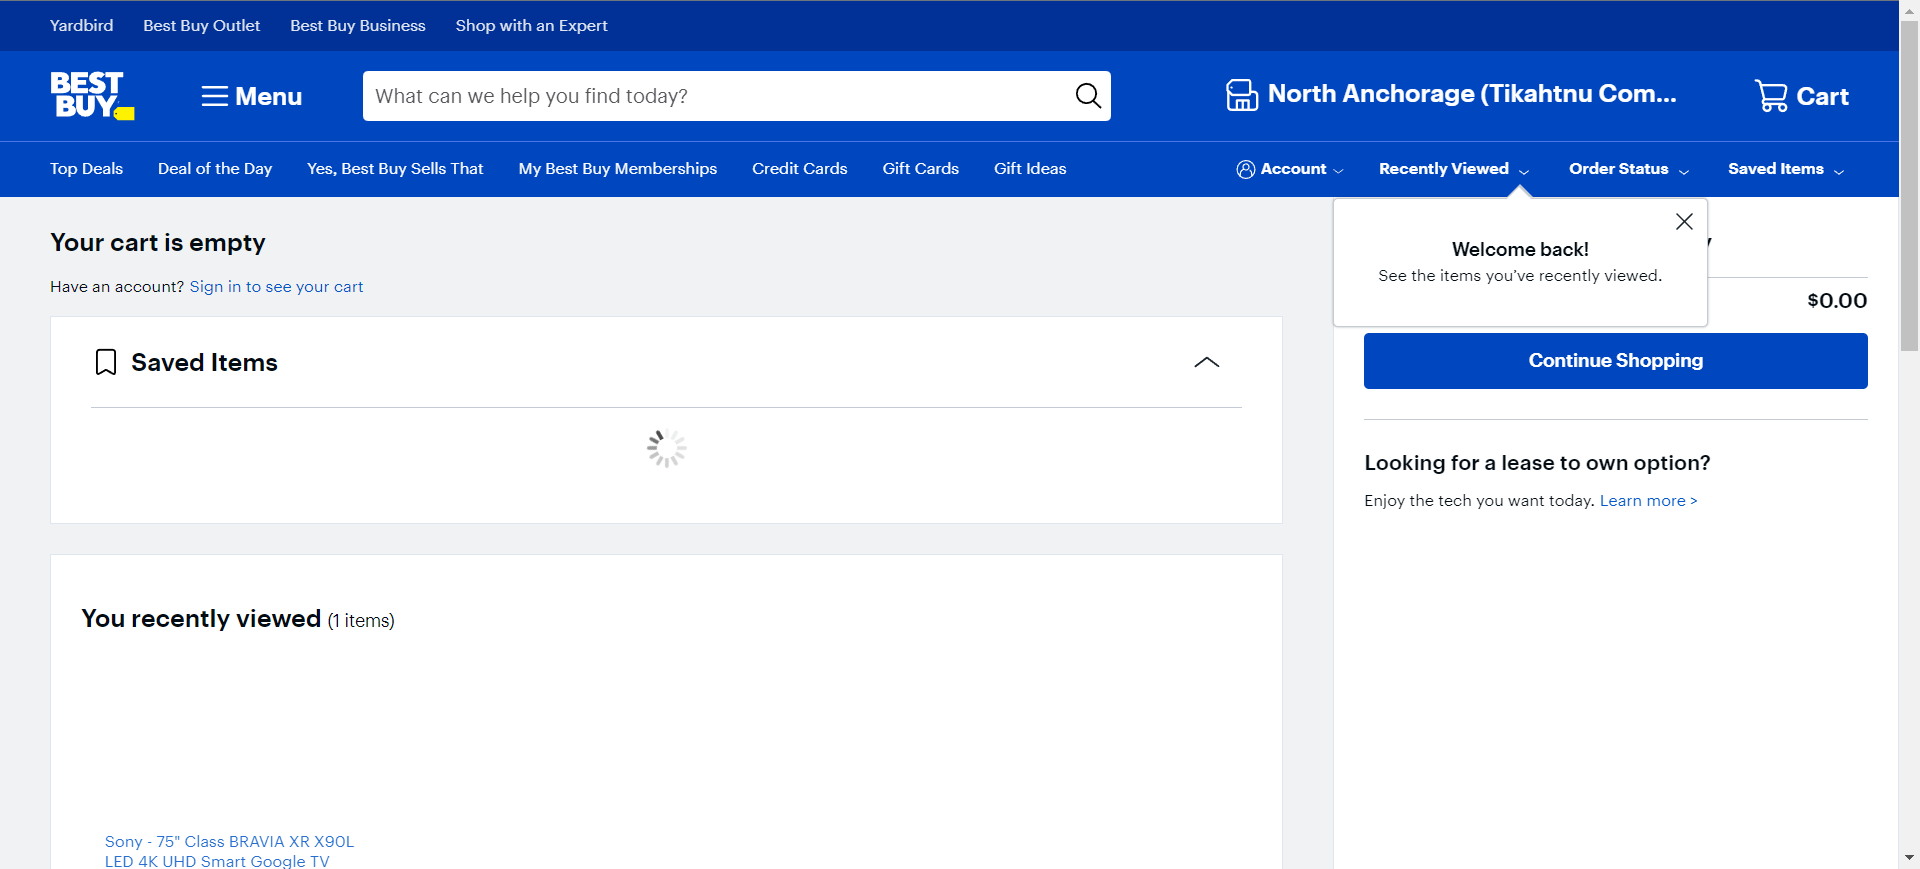 Yardbird Best Buy Outlet Best Buy Business Shop with an Expert
BEST BUY
Menu
What can we help you find today?
North Anchorage (Tikahtnu Com...
Cart
Top Deals Deal of the Day Yes, Best Buy Sells That My Best Buy Memberships Credit Cards Gift Cards Gift Ideas
Account Recently Viewed Order Status Saved Items
Your cart is empty
Have an account? Sign in to see your cart
Saved Items
You recently viewed (1 items)
Sony - 75" Class BRAVIA XR X90L
LED 4K UHD Smart Google TV
Welcome back!
See the items you've recently viewed.
$0.00
Continue Shopping
Looking for a lease to own option?
Enjoy the tech you want today. Learn more >